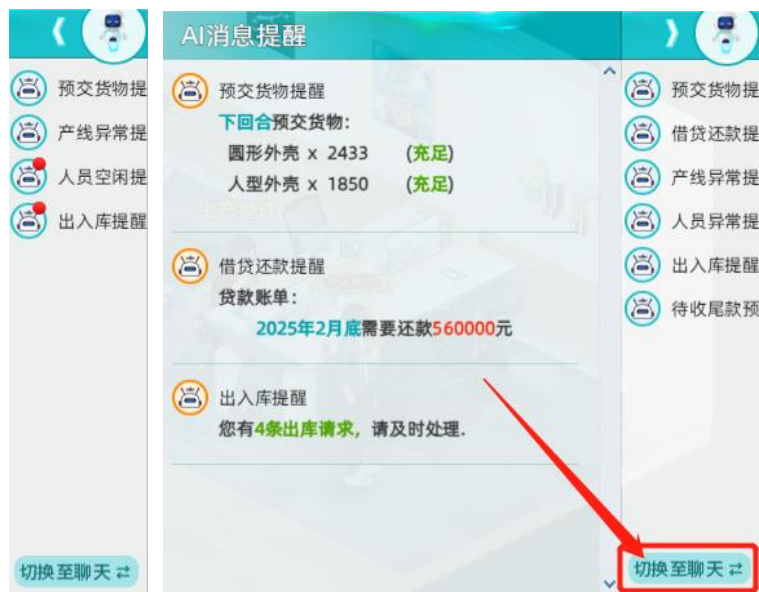 预交货物提
产线异常提
人员空闲提
出入库提醒
切换至聊天
AI消息提醒
预交货物提醒
下回合预交货物:
圆形外壳 x 2433 (充足)
人型外壳 x 1850 (充足)
借贷还款提醒
贷款账单:
2025年2月底需要还款560000元
出入库提醒
您有4条出库请求, 请及时处理.
预交货物提
借贷还款提
产线异常提
人员异常提
出入库提醒
待收尾款预
切换至聊天